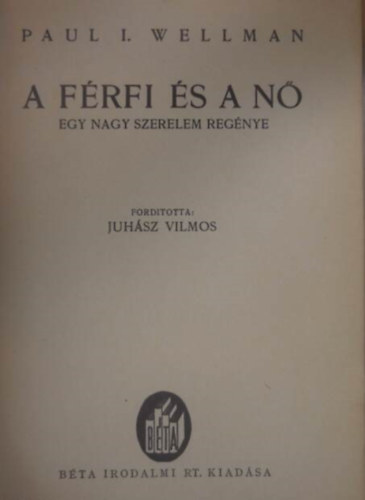 PAUL I. WELLMAN
A FÉRFI ÉS A NŐ
EGY NAGY SZERELEM REGÉNYE
FORDITOTTA:
JUHÁSZ VILMOS
BÉTA
BÉTA IRODALMI RT. KIADÁSA